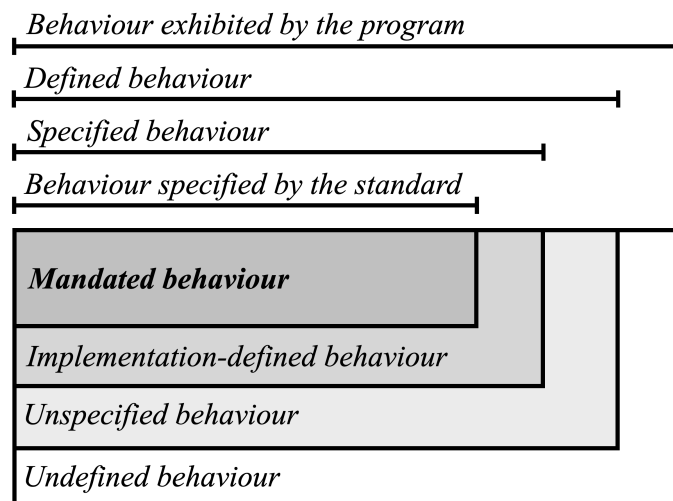 Behaviour exhibited by the program
Defined behaviour
Specified behaviour
Behaviour specified by the standard
Mandated behaviour
Implementation-defined behaviour
Unspecified behaviour
Undefined behaviour